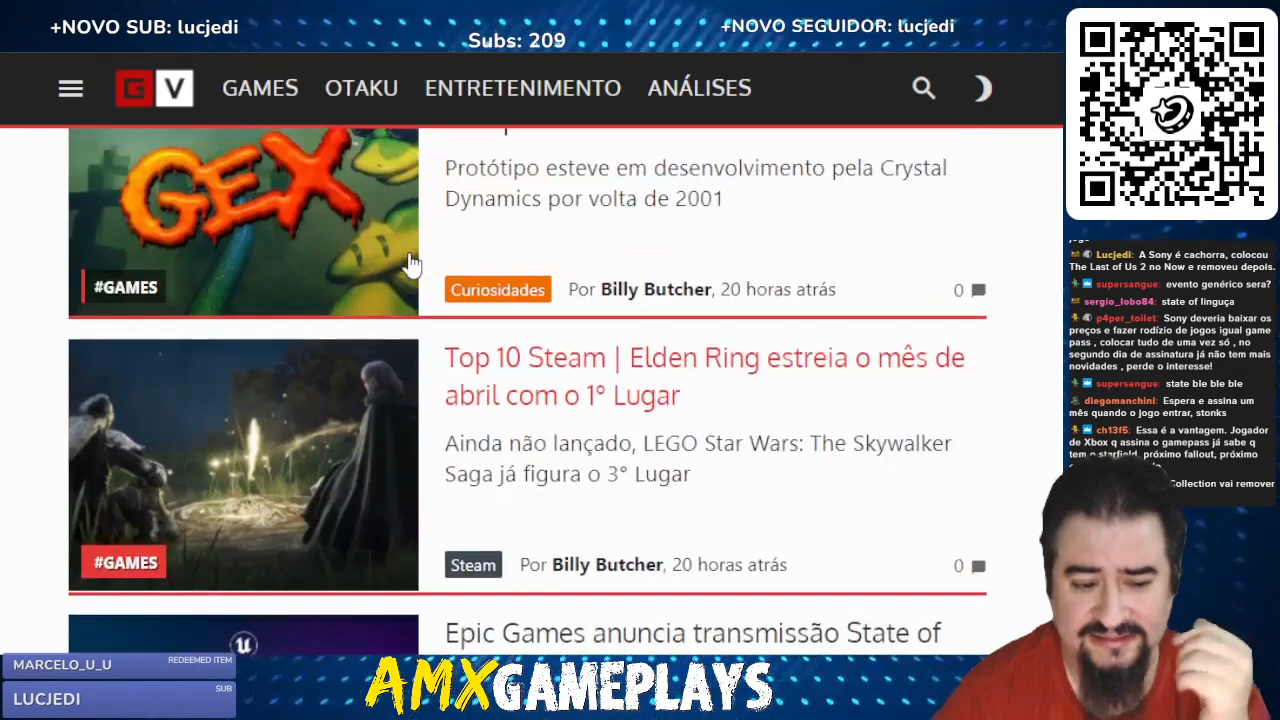 +NOVO SUB: lucjedi
Subs: 209
+NOVO SEGUIDOR: lucjedi
G V
GAMES
OTAKU
ENTRETENIMENTO
ANÁLISES
GEX
#GAMES
Protótipo esteve em desenvolvimento pela Crystal
Dynamics por volta de 2001
Curiosidades
Por Billy Butcher, 20 horas atrás
0
Top 10 Steam | Elden Ring estreia o mês de
abril com o 1° Lugar
Ainda não lançado, LEGO Star Wars: The Skywalker
Saga já figura o 3° Lugar
#GAMES
Steam
Por Billy Butcher, 20 horas atrás
0
Epic Games anuncia transmissão State of
Lucjedi: A Sony é cachorra, colocou
The Last of Us 2 no Now e removeu depois.
supersangue: evento genérico sera?
sergio_lobo84: state of linguça
p4per_toilet: Sony deveria baixar os
preços e fazer rodízio de jogos igual game
pass , colocar tudo de uma vez só , no
segundo dia de assinatura já não tem mais
novidades , perde o interesse!
supersangue: state ble ble ble
diegomanchini: Espera e assina um
mês quando o jogo entrar, stonks
ch13f5: Essa é a vantagem. Jogador
de Xbox q assina o gamepass já sabe q
tem o starfield, próximo fallout, próximo
Collection vai remover
MARCELO_U_U
REDEEMED ITEM
LUCJEDI
SUB
AMXGAMEPLAYS